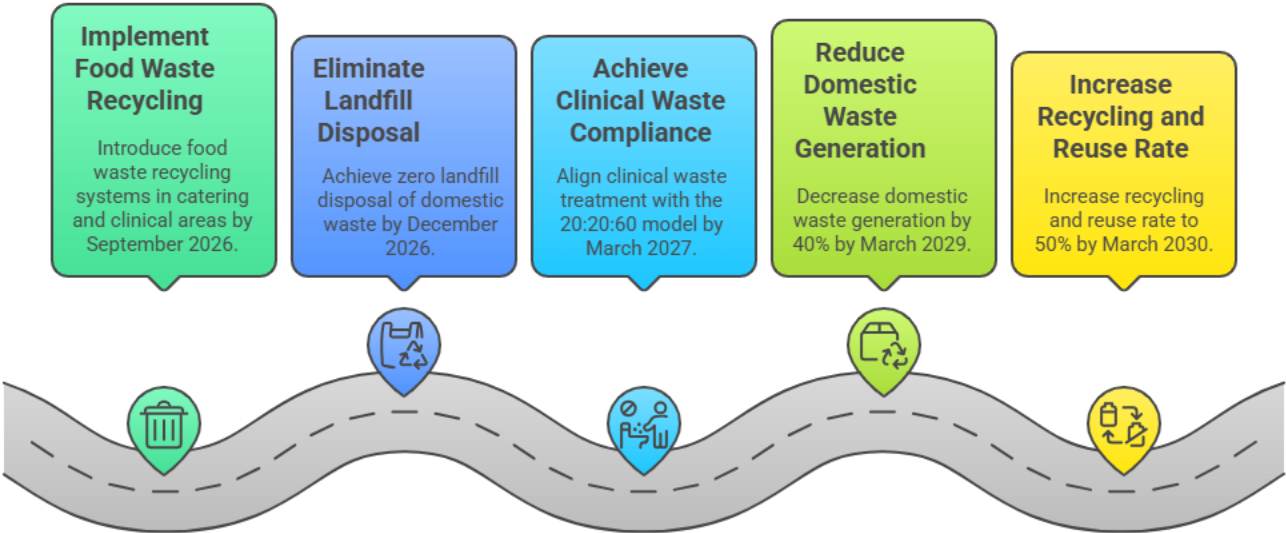 Implement
Food Waste
Recycling
Introduce food
waste recycling
systems in catering
and clinical areas by
September 2026.
Eliminate
Landfill
Disposal
Achieve zero landfill
disposal of domestic
waste by December
2026.
Achieve
Clinical Waste
Compliance
Align clinical waste
treatment with the
20:20:60 model by
March 2027.
Reduce
Domestic
Waste
Generation
Decrease domestic
waste generation by
40% by March 2029.
Increase
Recycling and
Reuse Rate
Increase recycling
and reuse rate to
50% by March 2030.